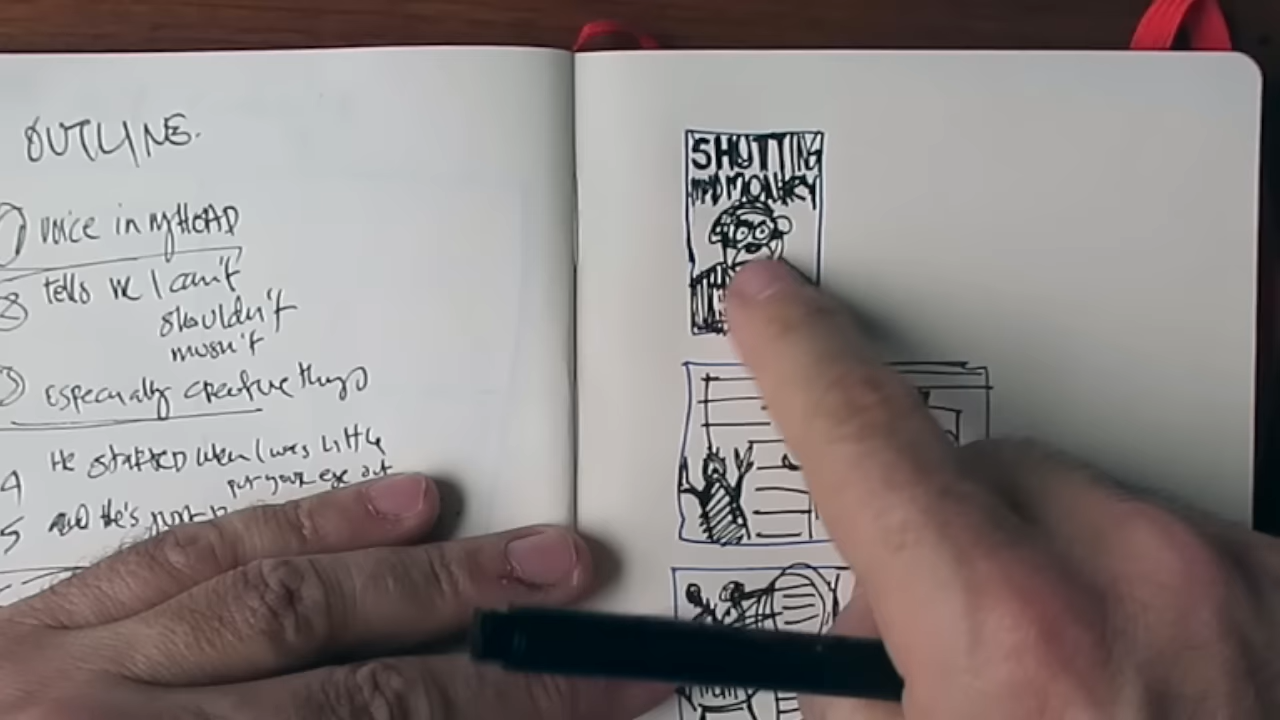 OUTLINE.
1 voice in my HEAD
tells me I can't
shouldn't
musn't
3 especially creative things
4 He started when I was Little
put your eye out
5 and he's just
SHUTTING
MONKEY